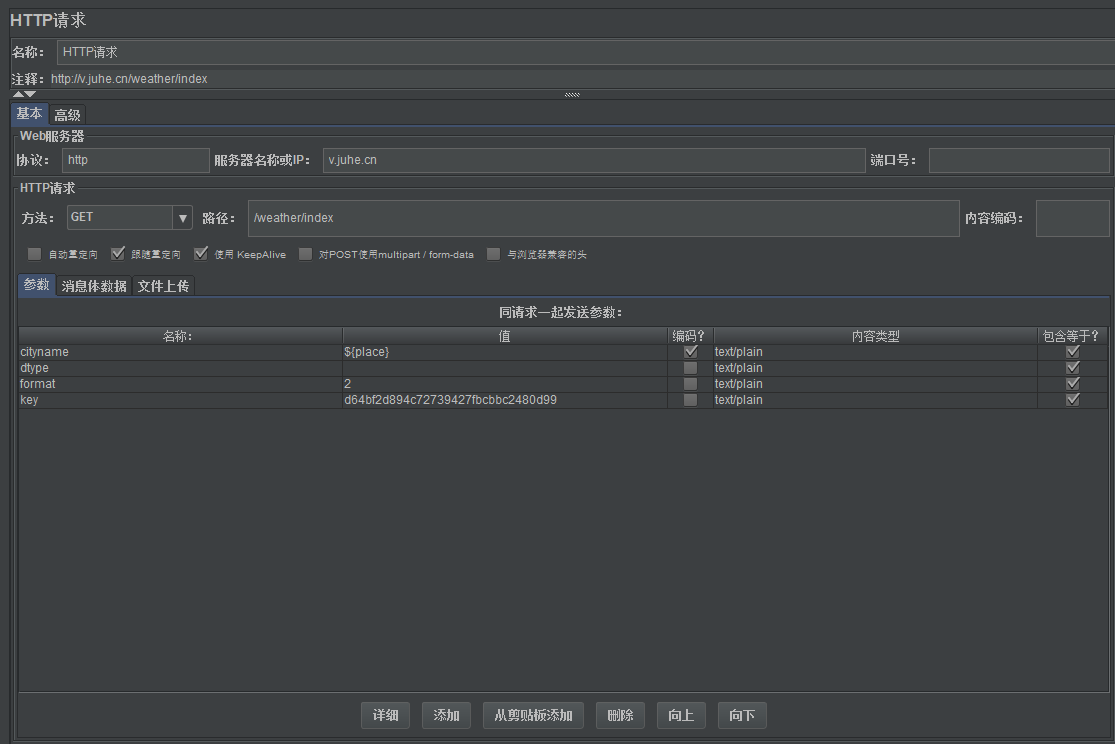 HTTP请求
名称： HTTP请求
注释： http://v.juhe.cn/weather/index
基本 高级
Web服务器
协议： http 服务器名称或IP： v.juhe.cn 端口号：
HTTP请求
方法： GET 路径： /weather/index 内容编码：
自动重定向 跟随重定向 使用 KeepAlive 对POST使用multipart / form-data 与浏览器兼容的头
参数 消息体数据 文件上传
同请求一起发送参数：
名称： 值 编码？ 内容类型 包含等于？
cityname ${place} text/plain
dtype text/plain
format 2 text/plain
key d64bf2d894c72739427fbcbbc2480d99 text/plain
详细 添加 从剪贴板添加 删除 向上 向下